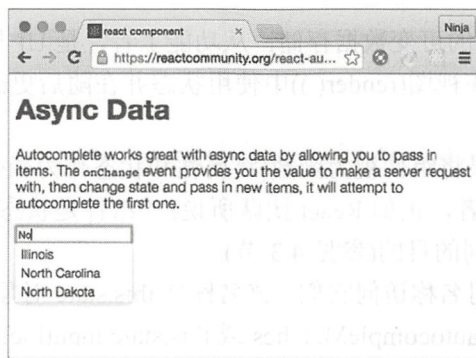 react component
Ninja
https://reactcommunity.org/react-au...
Async Data
Autocomplete works great with async data by allowing you to pass in
items. The onChange event provides you the value to make a server request
with, then change state and pass in new items, it will attempt to
autocomplete the first one.
No
Illinois
North Carolina
North Dakota